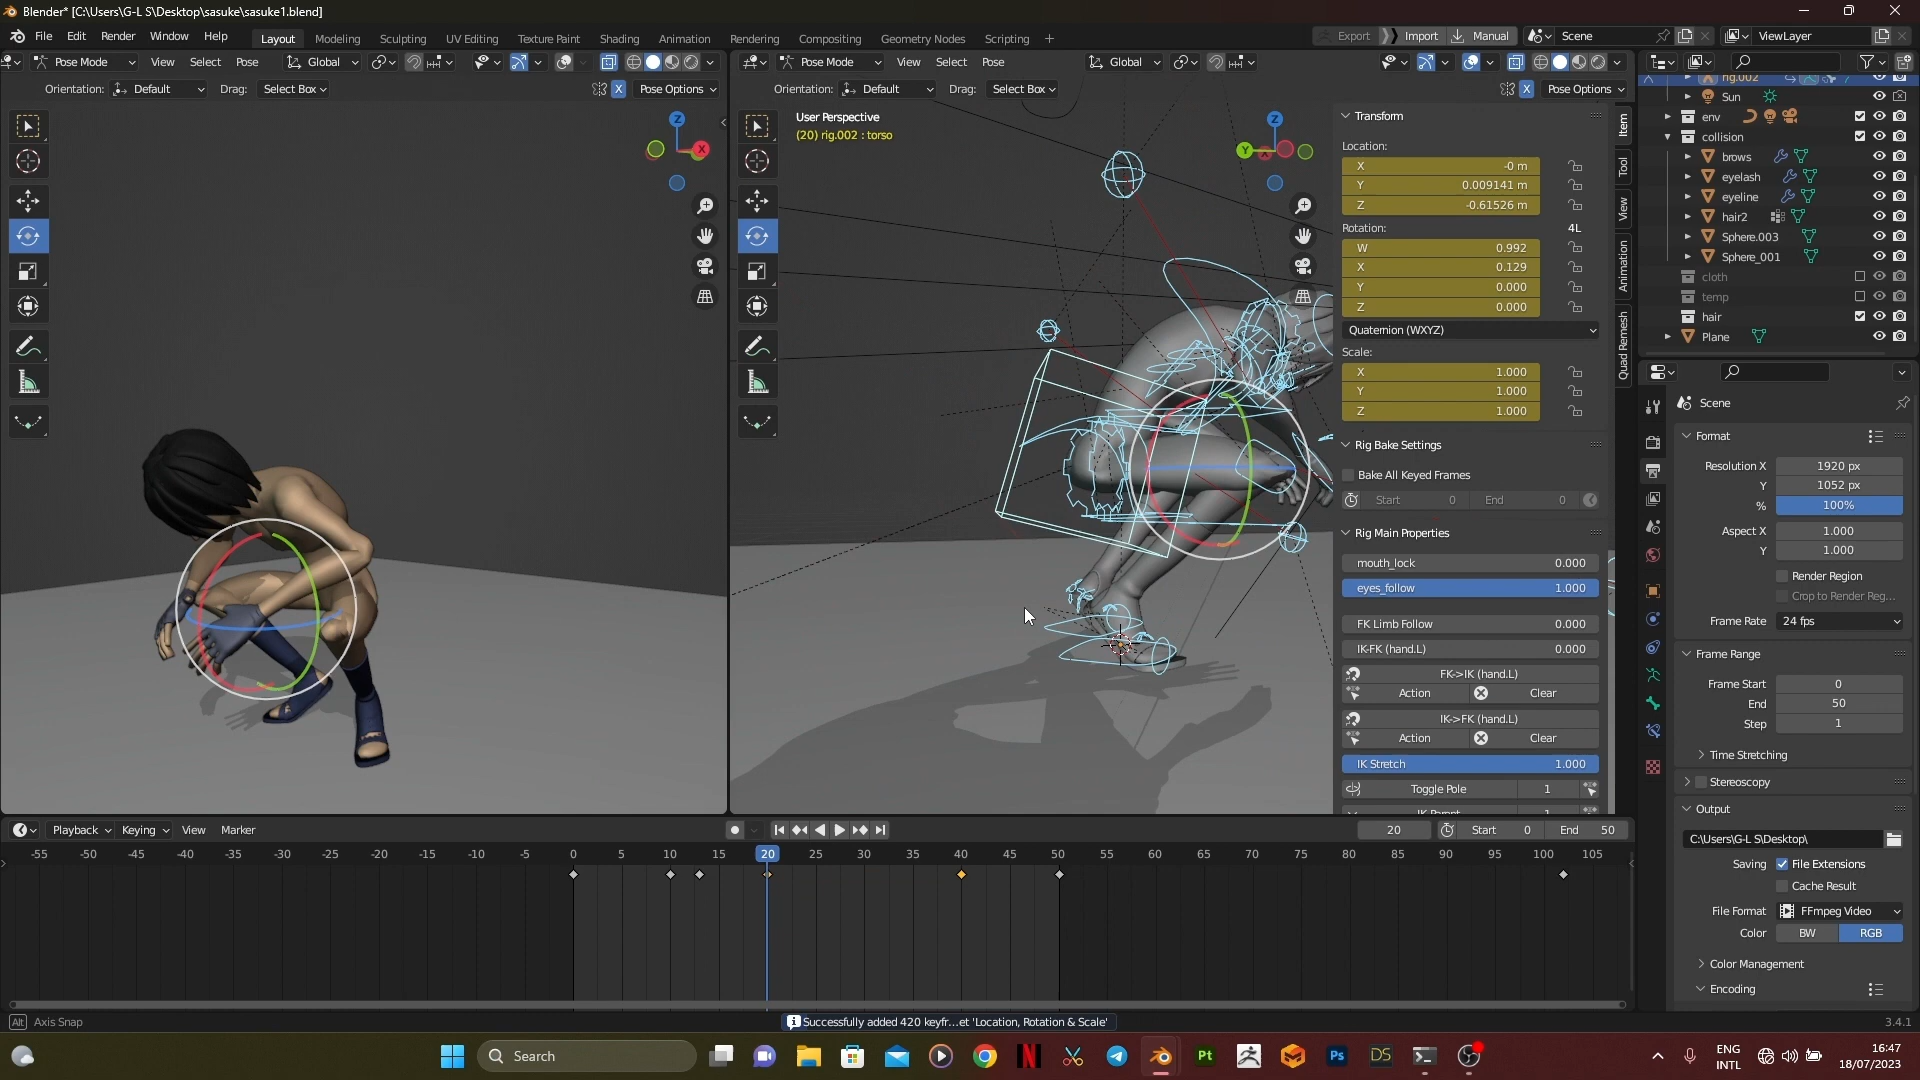 Blender* [C:\Users\G-L S\Desktop\sasuke\sasuke1.blend]
File Edit Render Window Help Layout Modeling Sculpting UV Editing Texture Paint Shading Animation Rendering Compositing Geometry Nodes Scripting + Export Import Manual Scene ViewLayer
Pose Mode View Select Pose Global
Pose Mode View Select Pose Global
Orientation: Default Drag: Select Box X Pose Options
Orientation: Default Drag: Select Box X Pose Options
User Perspective
(20) rig.002 : torso
Z
X
Z
Y
Transform
Location:
X -0 m
Y 0.009141 m
Z -0.61526 m
Rotation: 4L
W 0.992
X 0.129
Y 0.000
Z 0.000
Quaternion (WXYZ)
Scale:
X 1.000
Y 1.000
Z 1.000
Rig Bake Settings
Bake All Keyed Frames
Start 0 End 0
Rig Main Properties
mouth_lock 0.000
eyes_follow 1.000
FK Limb Follow 0.000
IK-FK (hand.L) 0.000
FK->IK (hand.L)
Action Clear
IK->FK (hand.L)
Action Clear
IK Stretch 1.000
Toggle Pole 1
Item
Tool
View
Animation
Quad Remesh
rig.002
Sun
env
collision
brows
eyelash
eyeline
hair2
Sphere.003
Sphere_001
cloth
temp
hair
Plane
Scene
Format
Resolution X 1920 px
Y 1052 px
% 100%
Aspect X 1.000
Y 1.000
Render Region
Crop to Render Reg...
Frame Rate 24 fps
Frame Range
Frame Start 0
End 50
Step 1
Time Stretching
Stereoscopy
Output
C:\Users\G-L S\Desktop\
Saving File Extensions
Cache Result
File Format FFmpeg Video
Color BW RGB
Color Management
Encoding
Playback Keying View Marker 20 Start 0 End 50
-55 -50 -45 -40 -35 -30 -25 -20 -15 -10 -5 0 5 10 15 20 25 30 35 40 45 50 55 60 65 70 75 80 85 90 95 100 105
Alt Axis Snap Successfully added 420 keyfr...et 'Location, Rotation & Scale' 3.4.1
Search N Pt Ps DS ENG
INTL
16:47
18/07/2023